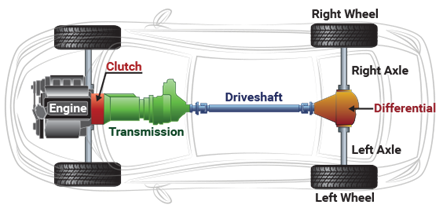 Right Wheel
Clutch
Right Axle
Engine
Driveshaft
Differential
Transmission
Left Axle
Left Wheel